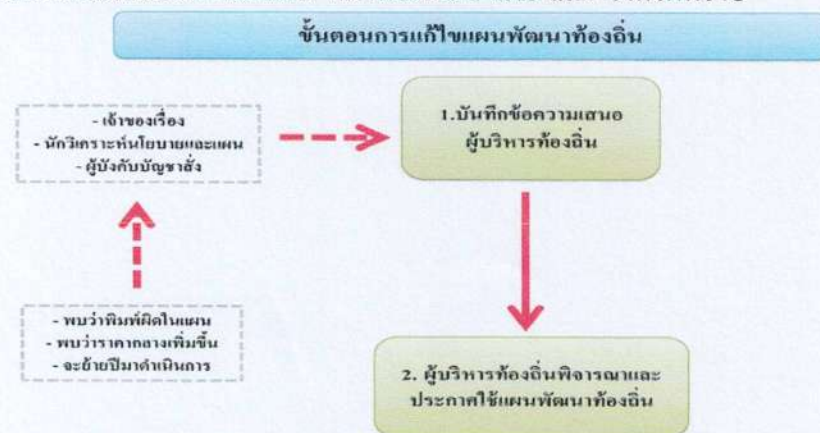 ขั้นตอนการแก้ไขแผนพัฒนาท้องถิ่น
- เจ้าของเรื่อง
- นักวิเคราะห์นโยบายและแผน
- ผู้บังคับบัญชาสั่ง
1.บันทึกข้อความเสนอ
ผู้บริหารท้องถิ่น
- พบว่าพิมพ์ผิดในแผน
- พบว่าราคากลางเพิ่มขึ้น
- จะย้ายปีมาดำเนินการ
2. ผู้บริหารท้องถิ่นพิจารณาและ
ประกาศใช้แผนพัฒนาท้องถิ่น